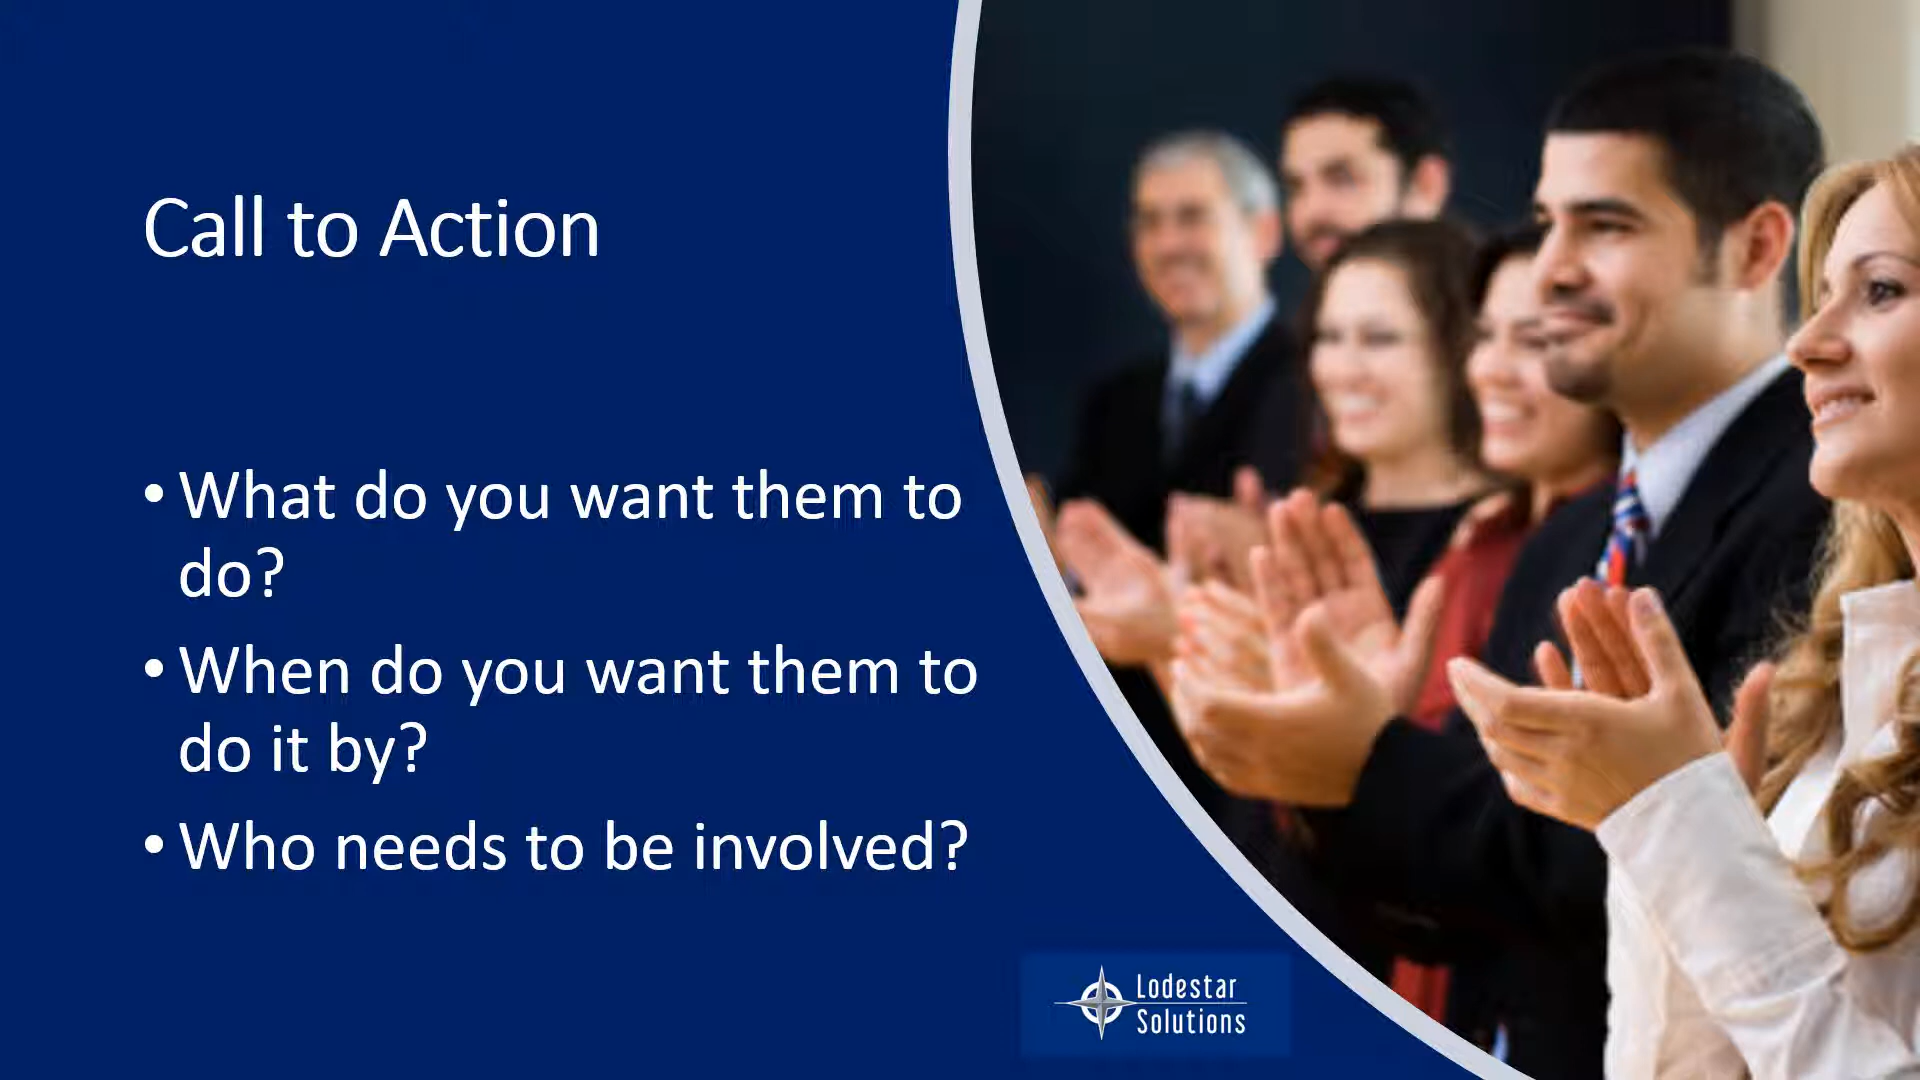 Call to Action
• What do you want them to
do?
• When do you want them to
do it by?
• Who needs to be involved?
Lodestar
Solutions